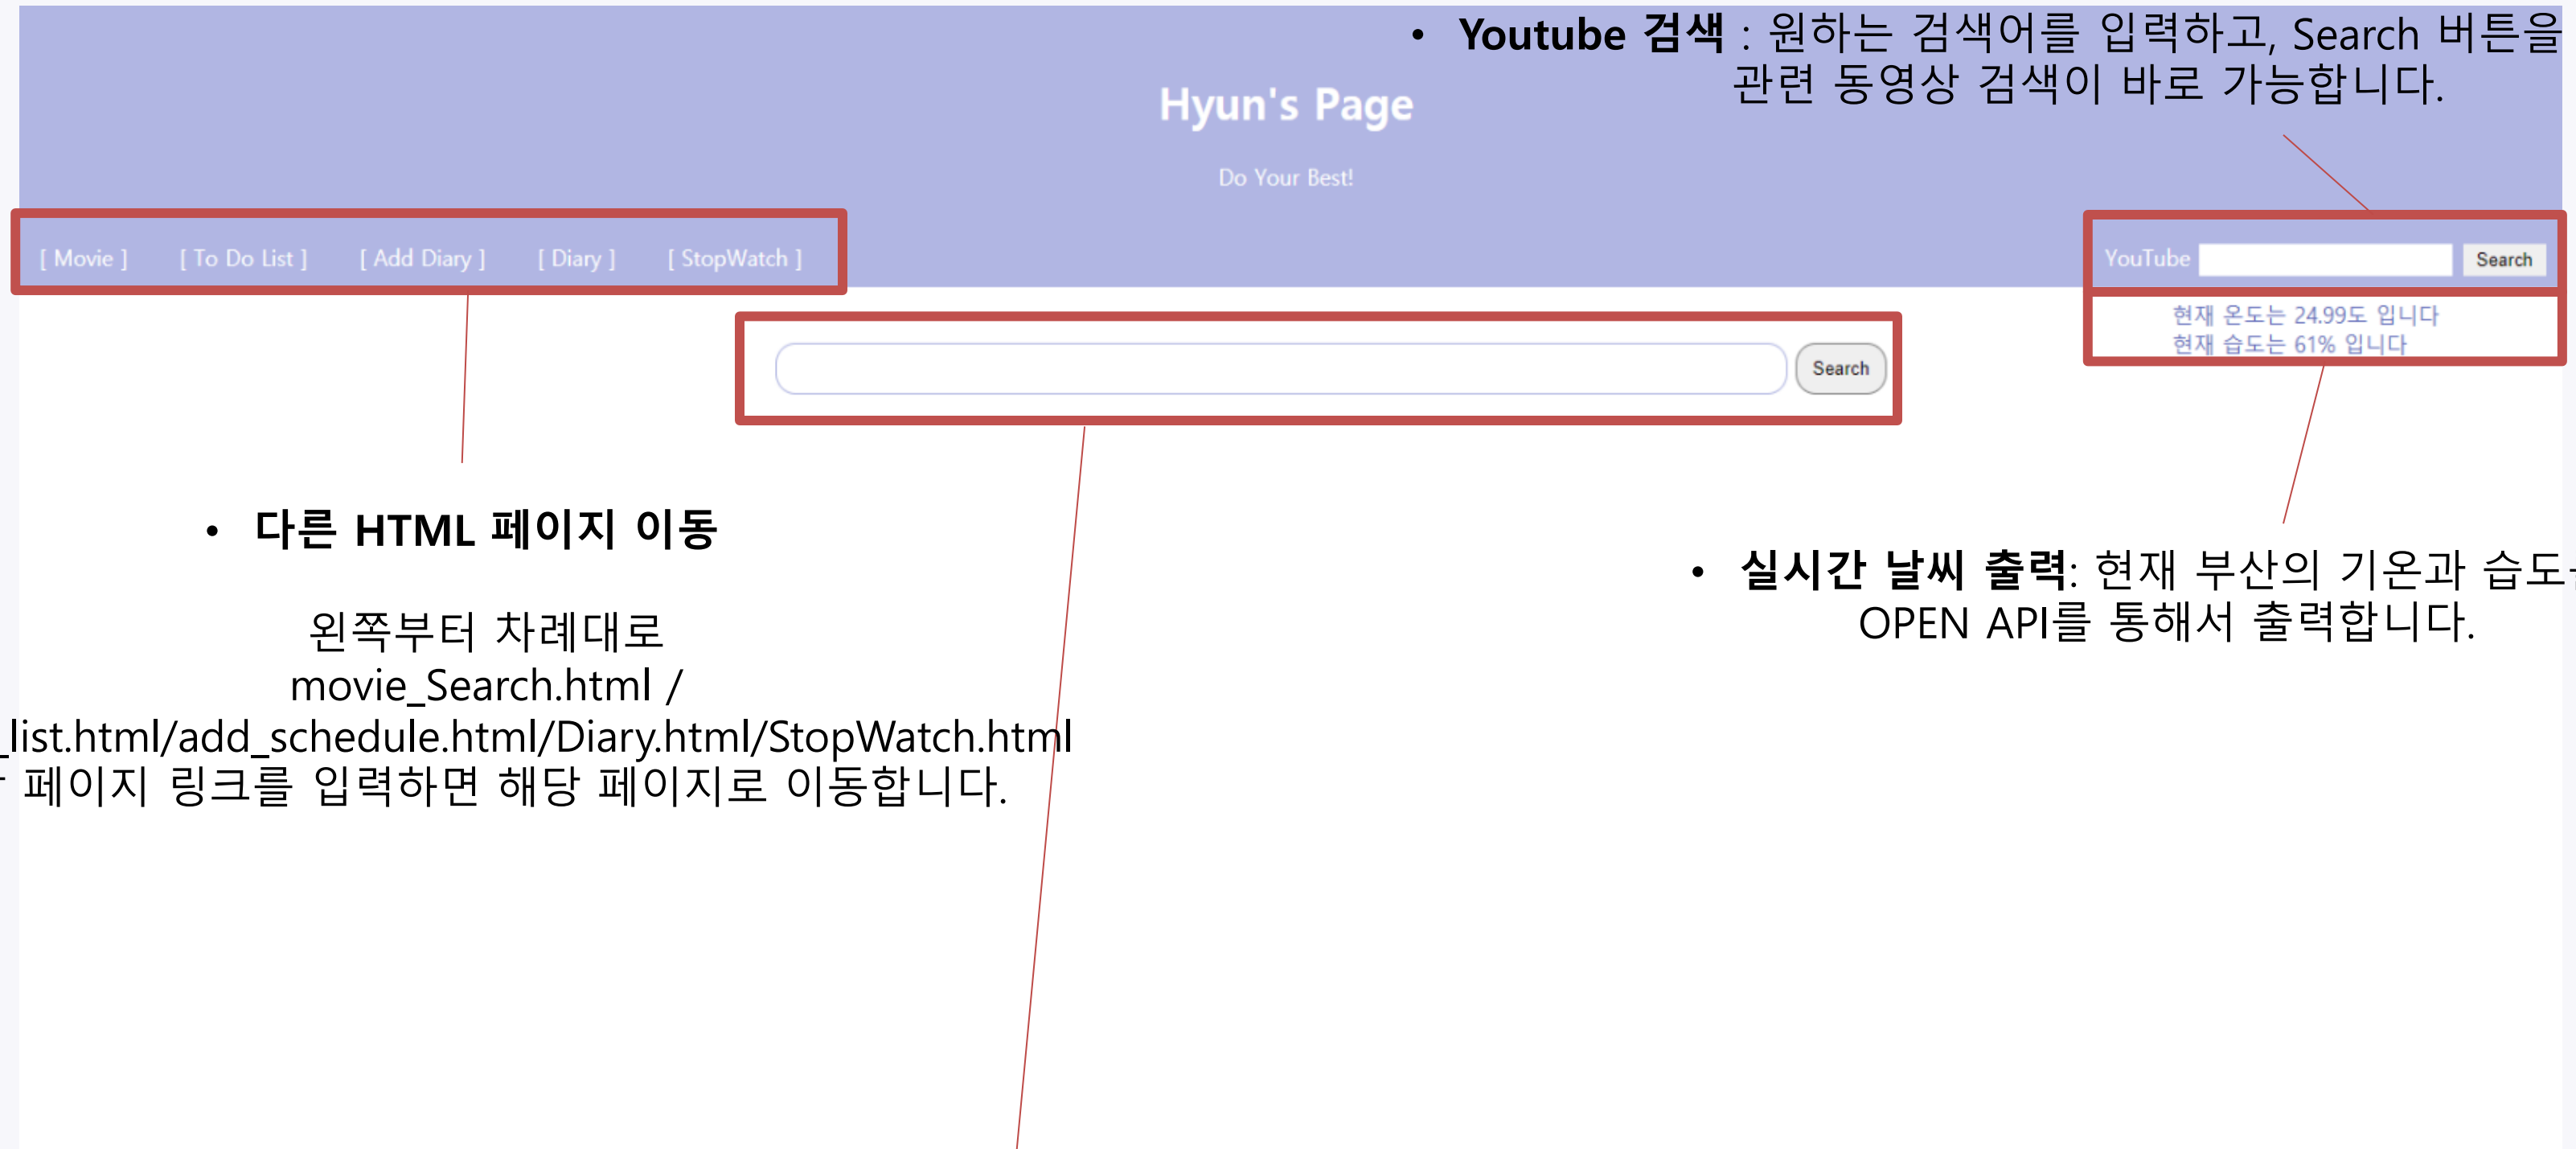 • Youtube 검색 : 원하는 검색어를 입력하고, Search 버튼을
관련 동영상 검색이 바로 가능합니다.
Hyun's Page
Do Your Best!
[ Movie ] [ To Do List ] [ Add Diary ] [ Diary ] [ StopWatch ]
YouTube Search
현재 온도는 24.99도 입니다
현재 습도는 61% 입니다
Search
• 다른 HTML 페이지 이동
왼쪽부터 차례대로
movie_Search.html /
_list.html/add_schedule.html/Diary.html/StopWatch.html
페이지 링크를 입력하면 해당 페이지로 이동합니다.
• 실시간 날씨 출력: 현재 부산의 기온과 습도
OPEN API를 통해서 출력합니다.